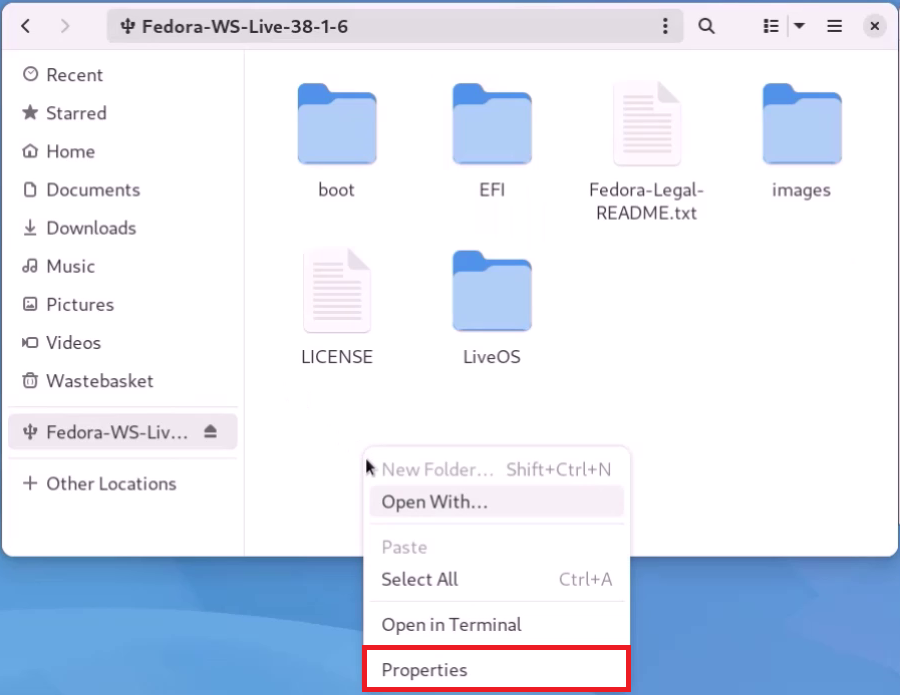 Fedora-WS-Live-38-1-6
Recent
Starred
Home
Documents
Downloads
Music
Pictures
Videos
Wastebasket
Fedora-WS-Liv...
Other Locations
boot
EFI
Fedora-Legal-
README.txt
images
LICENSE
LiveOS
New Folder... Shift+Ctrl+N
Open With...
Paste
Select All Ctrl+A
Open in Terminal
Properties